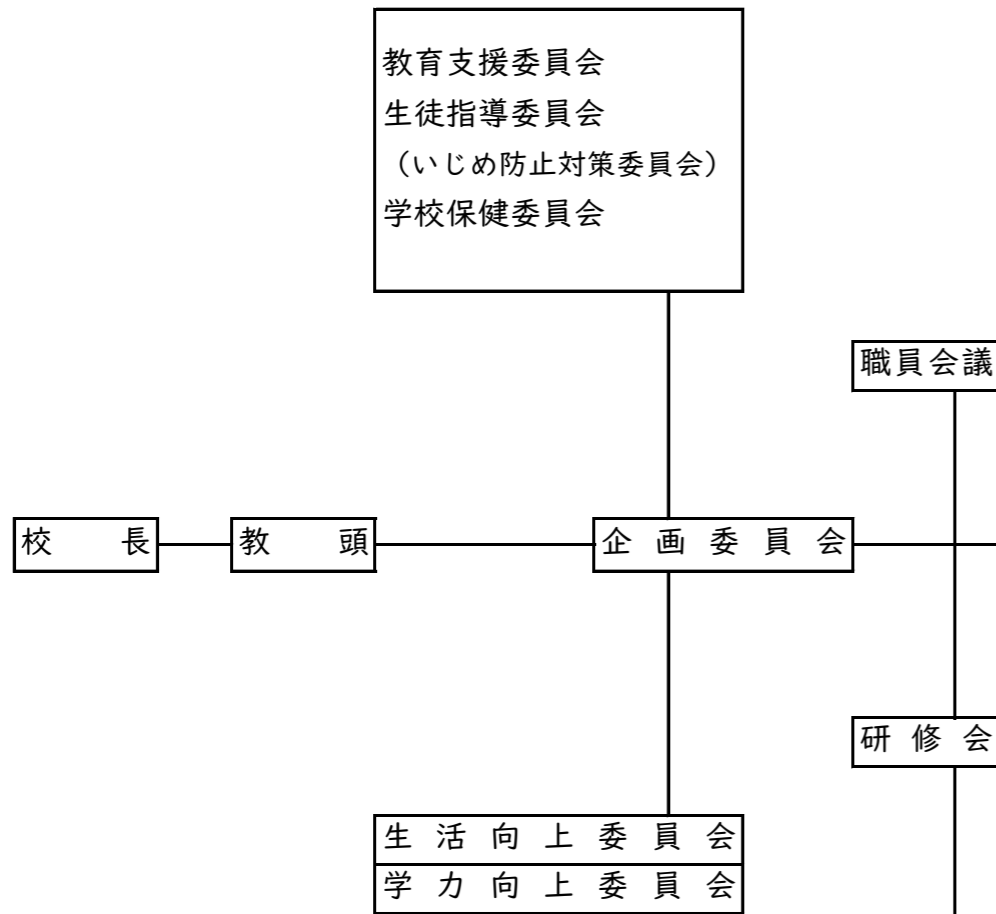 教育支援委員会
生徒指導委員会
（いじめ防止対策委員会）
学校保健委員会
職員会議
校長
教頭
企画委員会
研修会
生活向上委員会
学力向上委員会